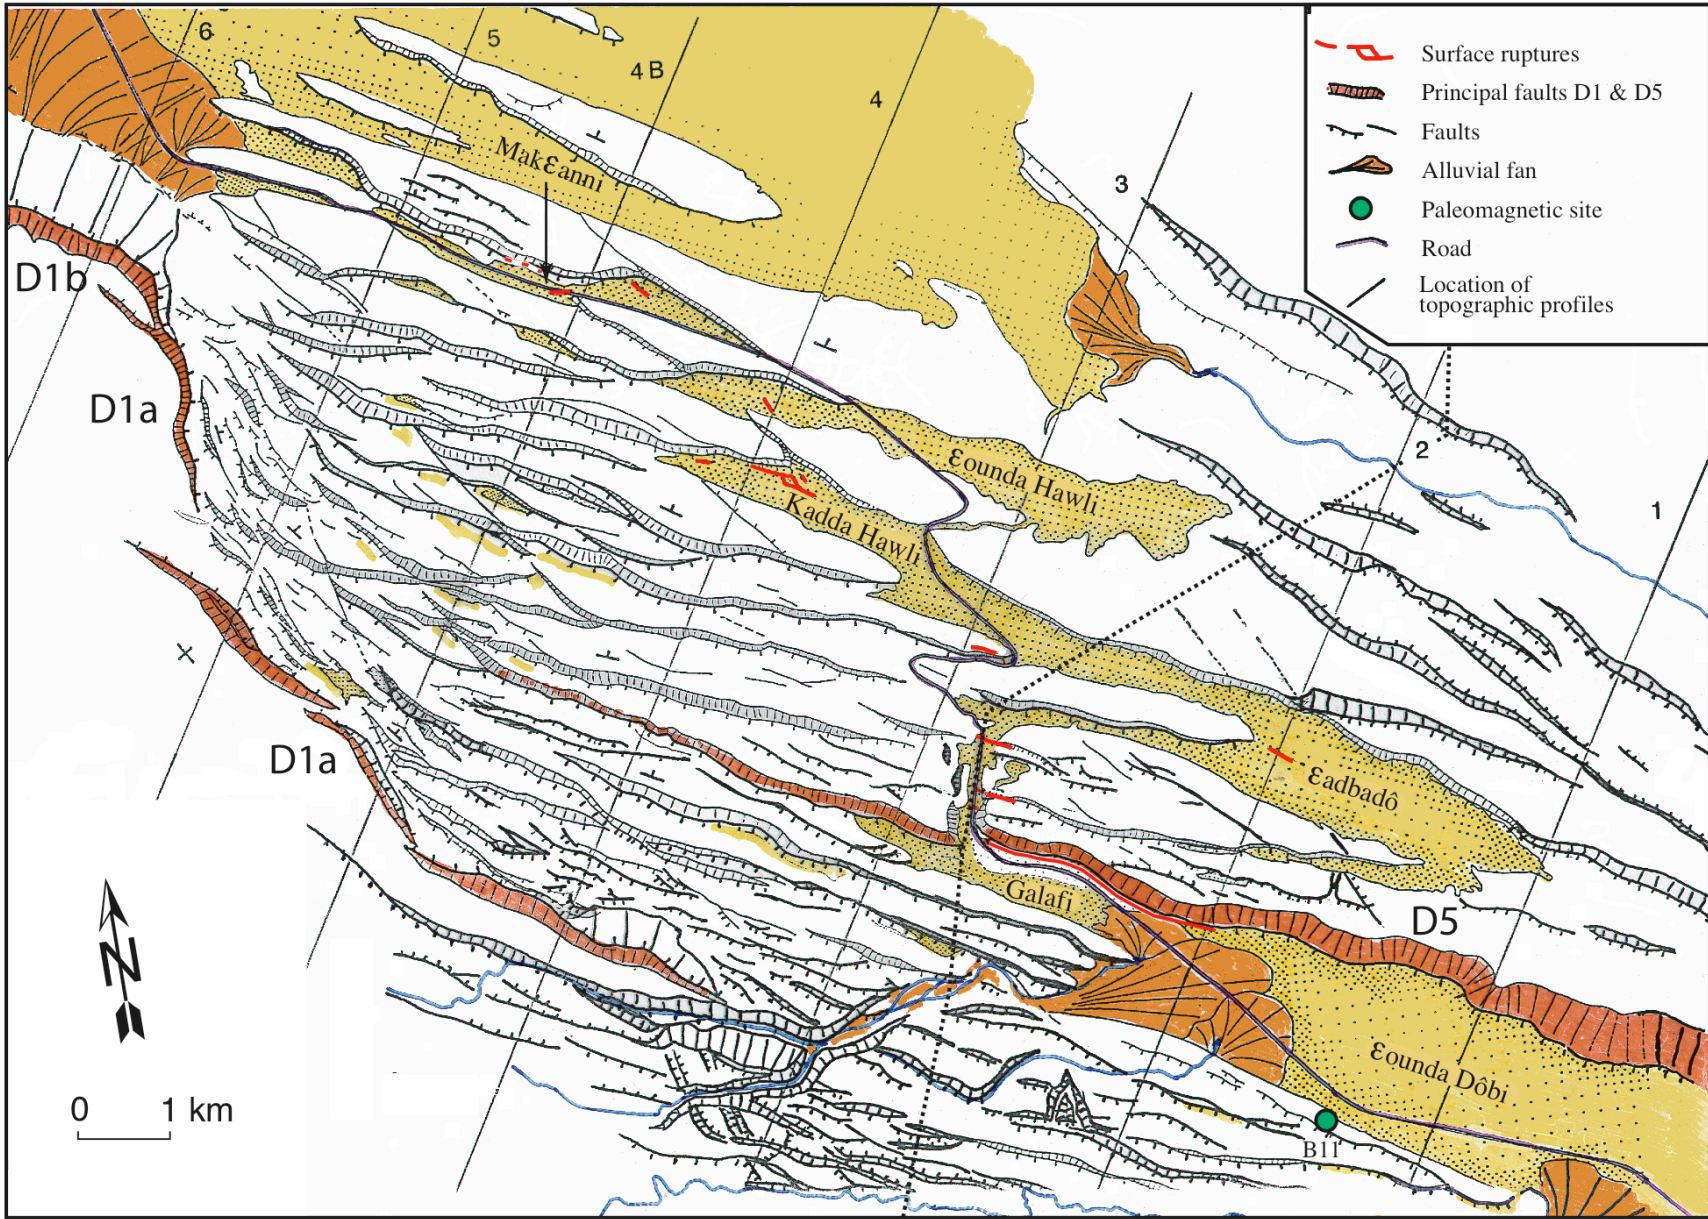 6
5
4 B
4
3
2
1
Surface ruptures
Principal faults D1 & D5
Faults
Alluvial fan
Paleomagnetic site
Road
Location of
topographic profiles
Makɛanni
D1b
D1a
ɛounda Hawli
Kadda Hawli
D1a
ɛadbadô
Galafi
D5
N
ɛounda Dôbi
0 1 km
B11